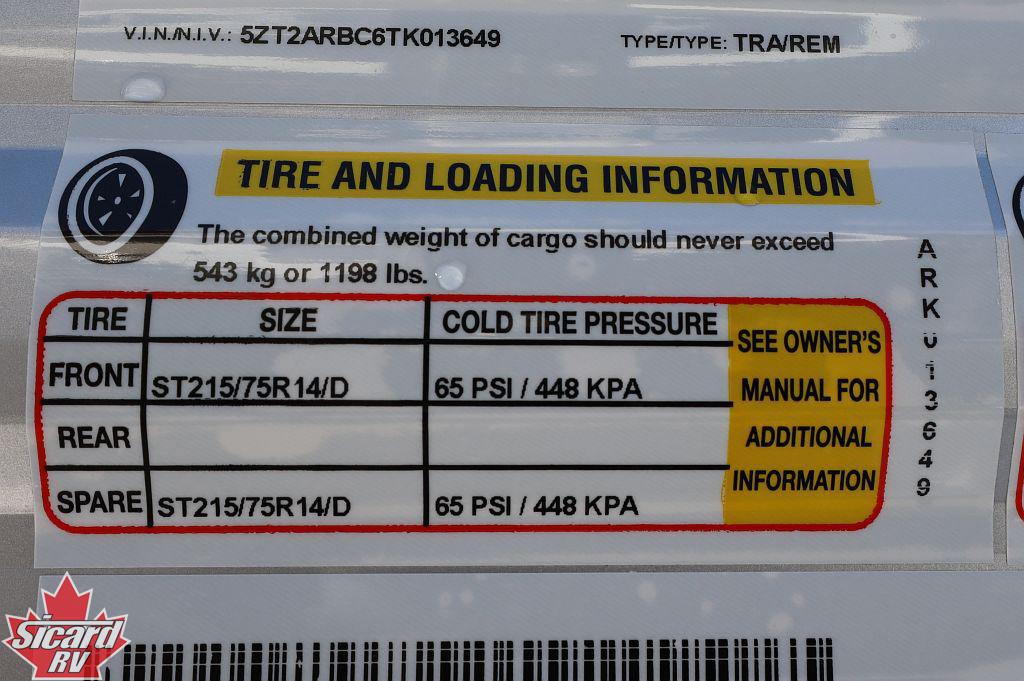 V.I.N./N.I.V.: 5ZT2ARBC6TK013649 TYPE/TYPE: TRA/REM
TIRE AND LOADING INFORMATION
The combined weight of cargo should never exceed
543 kg or 1198 lbs.
TIRE SIZE COLD TIRE PRESSURE
FRONT ST215/75R14/D 65 PSI / 448 KPA
REAR
SPARE ST215/75R14/D 65 PSI / 448 KPA
SEE OWNER'S
MANUAL FOR
ADDITIONAL
INFORMATION
ARK013649
Sicard
RV